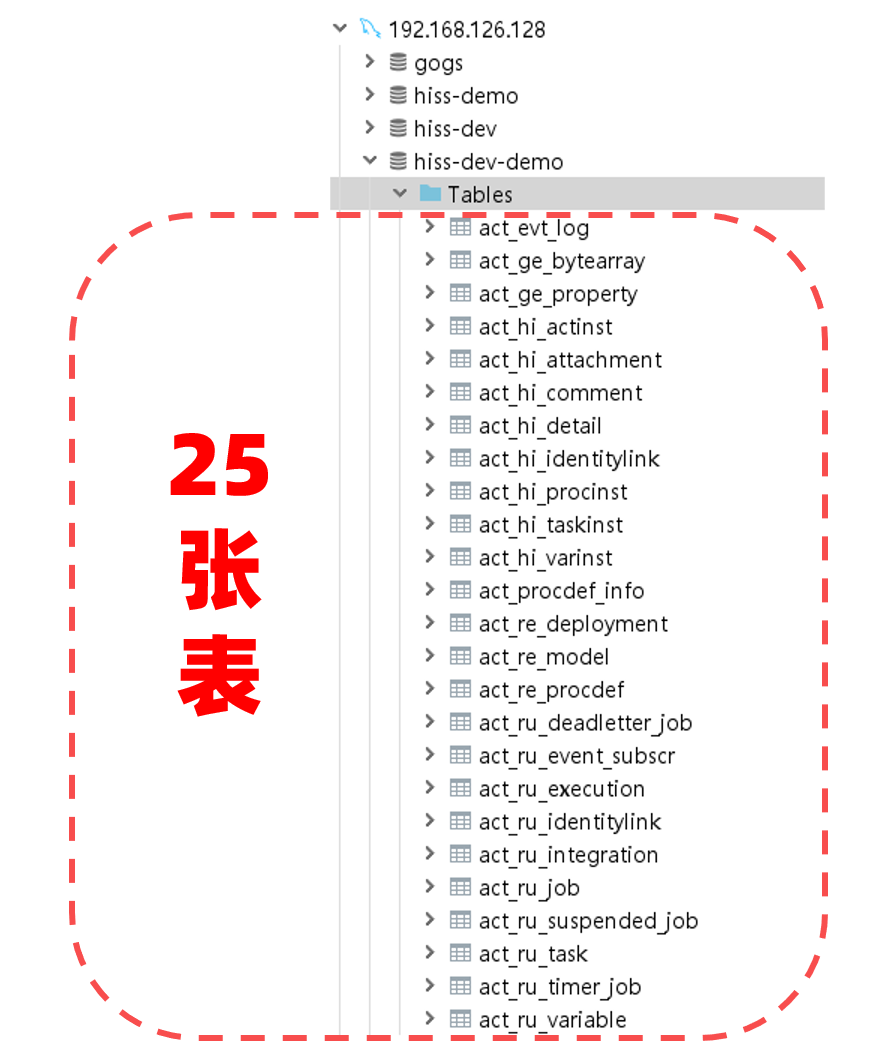 192.168.126.128
gogs
hiss-demo
hiss-dev
hiss-dev-demo
Tables
act_evt_log
act_ge_bytearray
act_ge_property
act_hi_actinst
act_hi_attachment
act_hi_comment
act_hi_detail
act_hi_identitylink
act_hi_procinst
act_hi_taskinst
act_hi_varinst
act_procdef_info
act_re_deployment
act_re_model
act_re_procdef
act_ru_deadletter_job
act_ru_event_subscr
act_ru_execution
act_ru_identitylink
act_ru_integration
act_ru_job
act_ru_suspended_job
act_ru_task
act_ru_timer_job
act_ru_variable
25
张
表